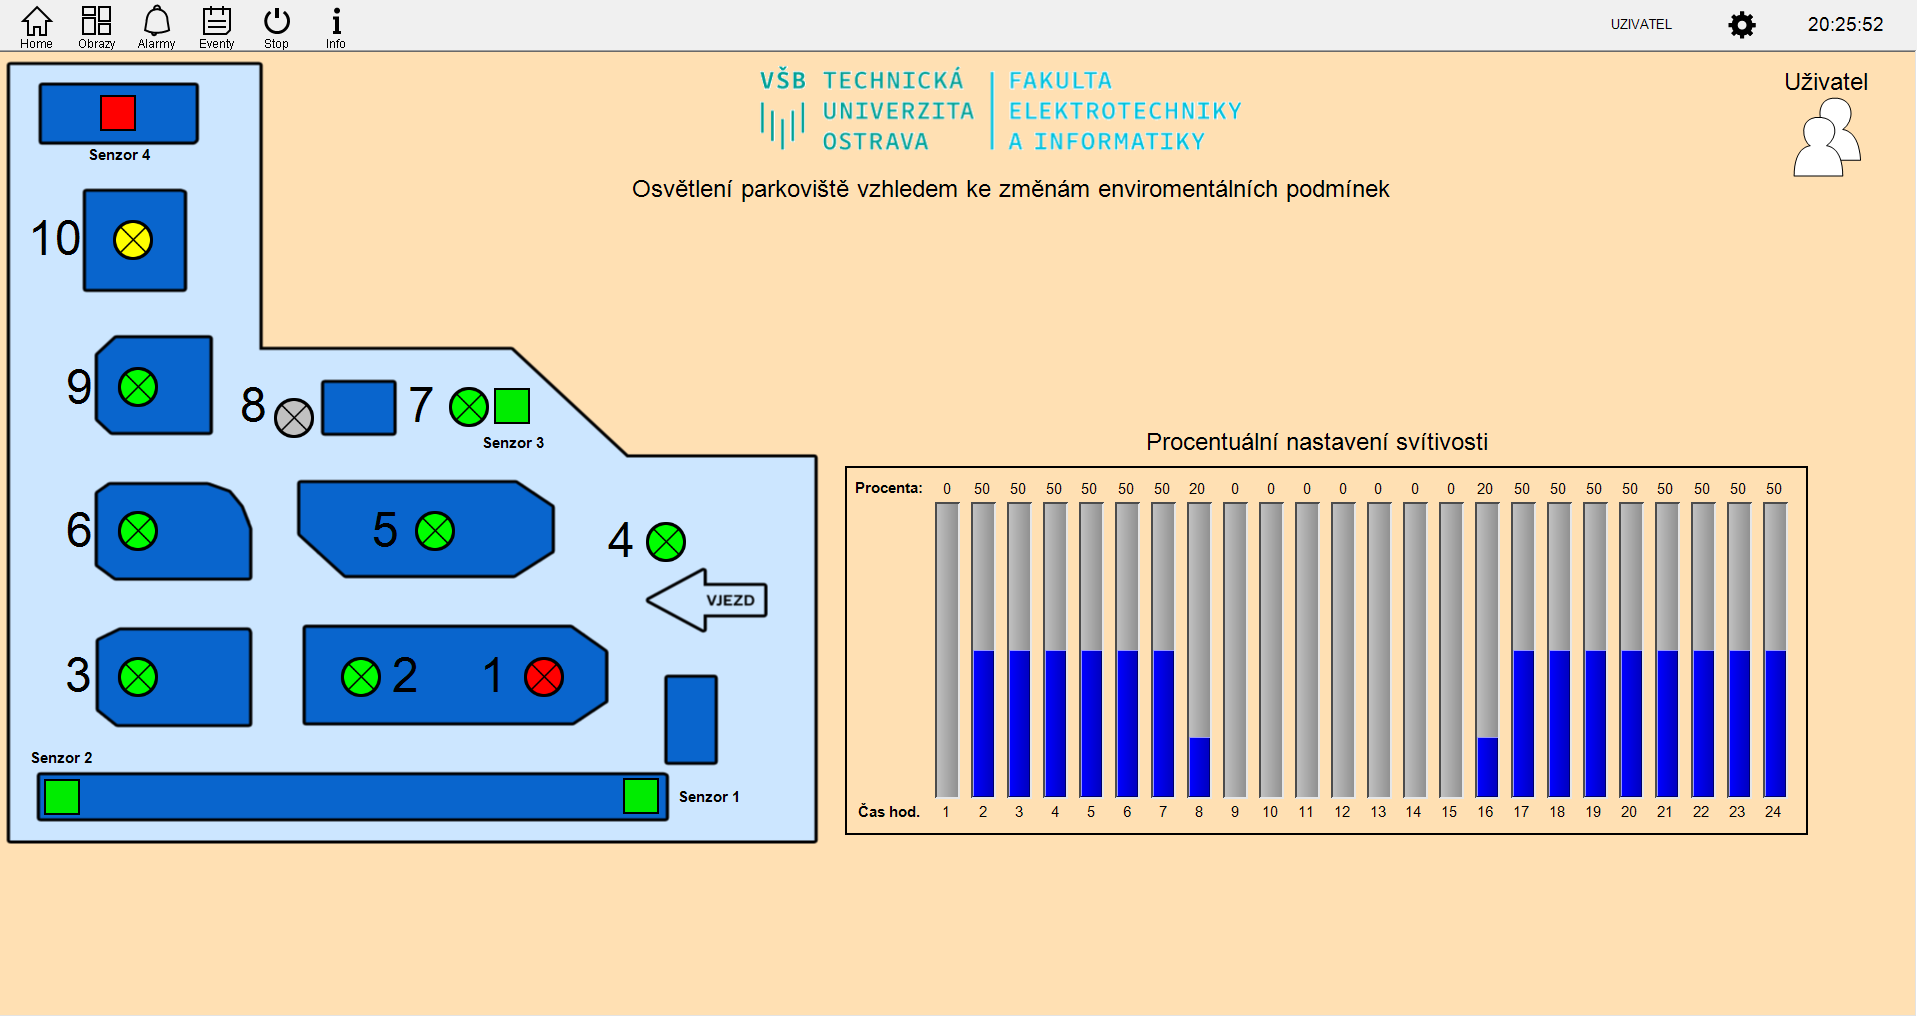 Home Obrazy Alarmy Eventy Stop Info UZIVATEL 20:25:52
VŠB TECHNICKÁ UNIVERZITA OSTRAVA
FAKULTA ELEKTROTECHNIKY A INFORMATIKY
Uživatel
Osvětlení parkoviště vzhledem ke změnám enviromentálních podmínek
Senzor 4
10
9
8
7
Senzor 3
6
5
4
VJEZD
3
2
1
Senzor 2
Senzor 1
Procentuální nastavení svítivosti
Procenta: 0 50 50 50 50 50 50 20 0 0 0 0 0 0 0 20 50 50 50 50 50 50 50 50
Čas hod. 1 2 3 4 5 6 7 8 9 10 11 12 13 14 15 16 17 18 19 20 21 22 23 24